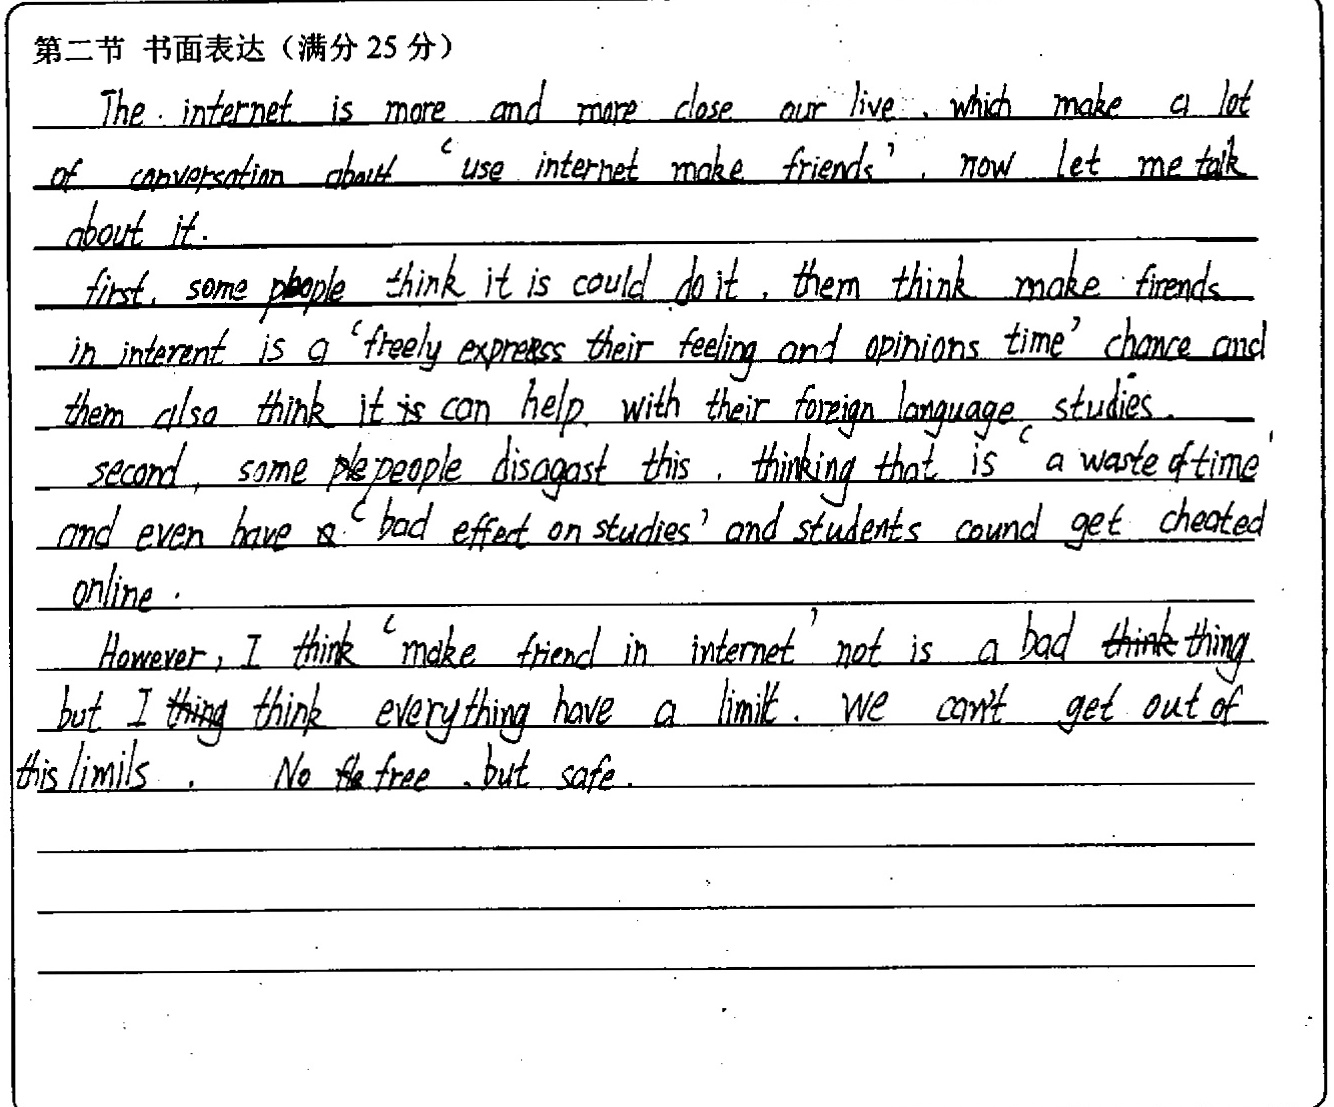 第二节 书面表达（满分 25 分）
The internet is more and more close our live, which make a lot
of conversation about 'use internet make friends', now let me talk
about it.
first, some people think it is could do it, them think make firends
in interent is a 'freely express their feeling and opinions time' chance and
them also think it is can help with their foreign language studies.
second, some people disagast this, thinking that is 'a waste of time'
and even have 'bad effect on studies' and students cound get cheated
online.
However, I think 'make friend in internet' not is a bad think thing
but I thing think everything have a limit. We can't get out of
this limils. No free, but safe.